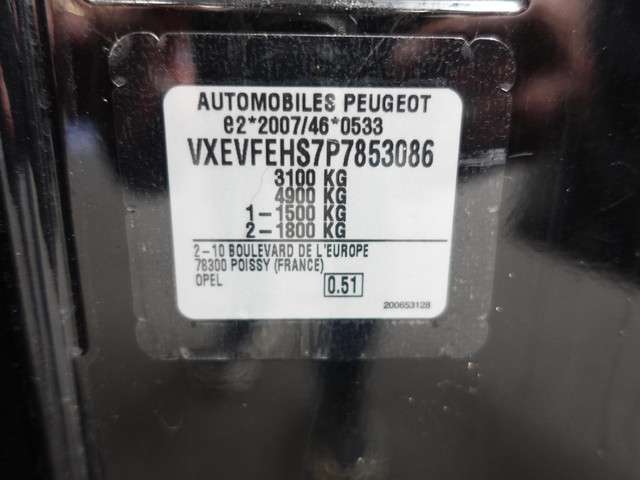 AUTOMOBILES PEUGEOT
e2*2007/46*0533
VXEVFEHS7P7853086
3100 KG
4900 KG
1-1500 KG
2-1800 KG
2-10 BOULEVARD DE L'EUROPE
78300 POISSY (FRANCE)
OPEL
0.51
200653128